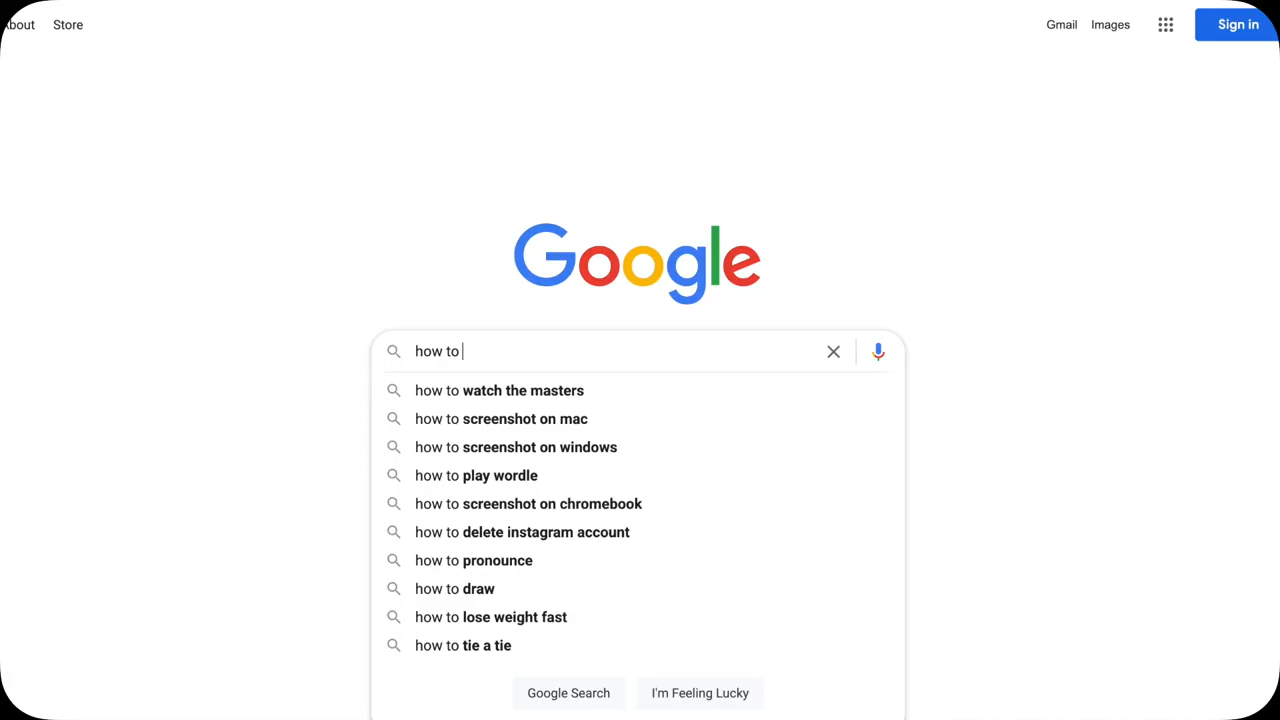 About Store Gmail Images Sign in
Google
how to
how to watch the masters
how to screenshot on mac
how to screenshot on windows
how to play wordle
how to screenshot on chromebook
how to delete instagram account
how to pronounce
how to draw
how to lose weight fast
how to tie a tie
Google Search I'm Feeling Lucky